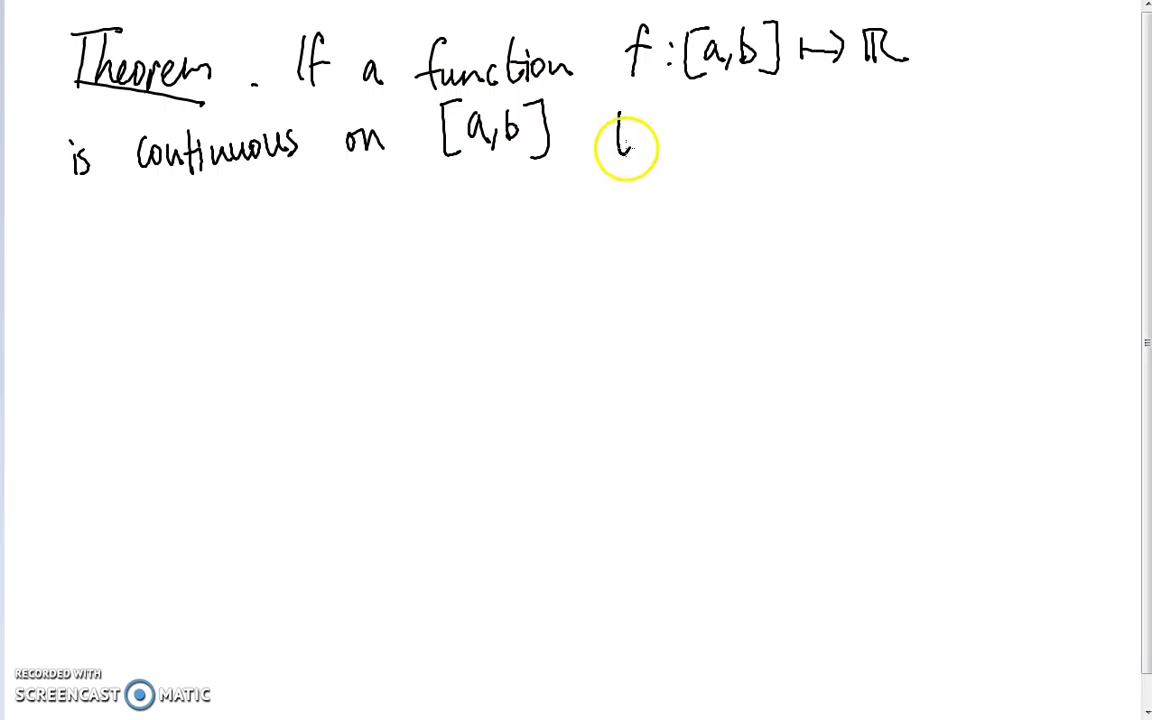 Theorem. If a function f:[a,b] ↦ ℝ
is continuous on [a,b]
RECORDED WITH
SCREENCAST MATIC